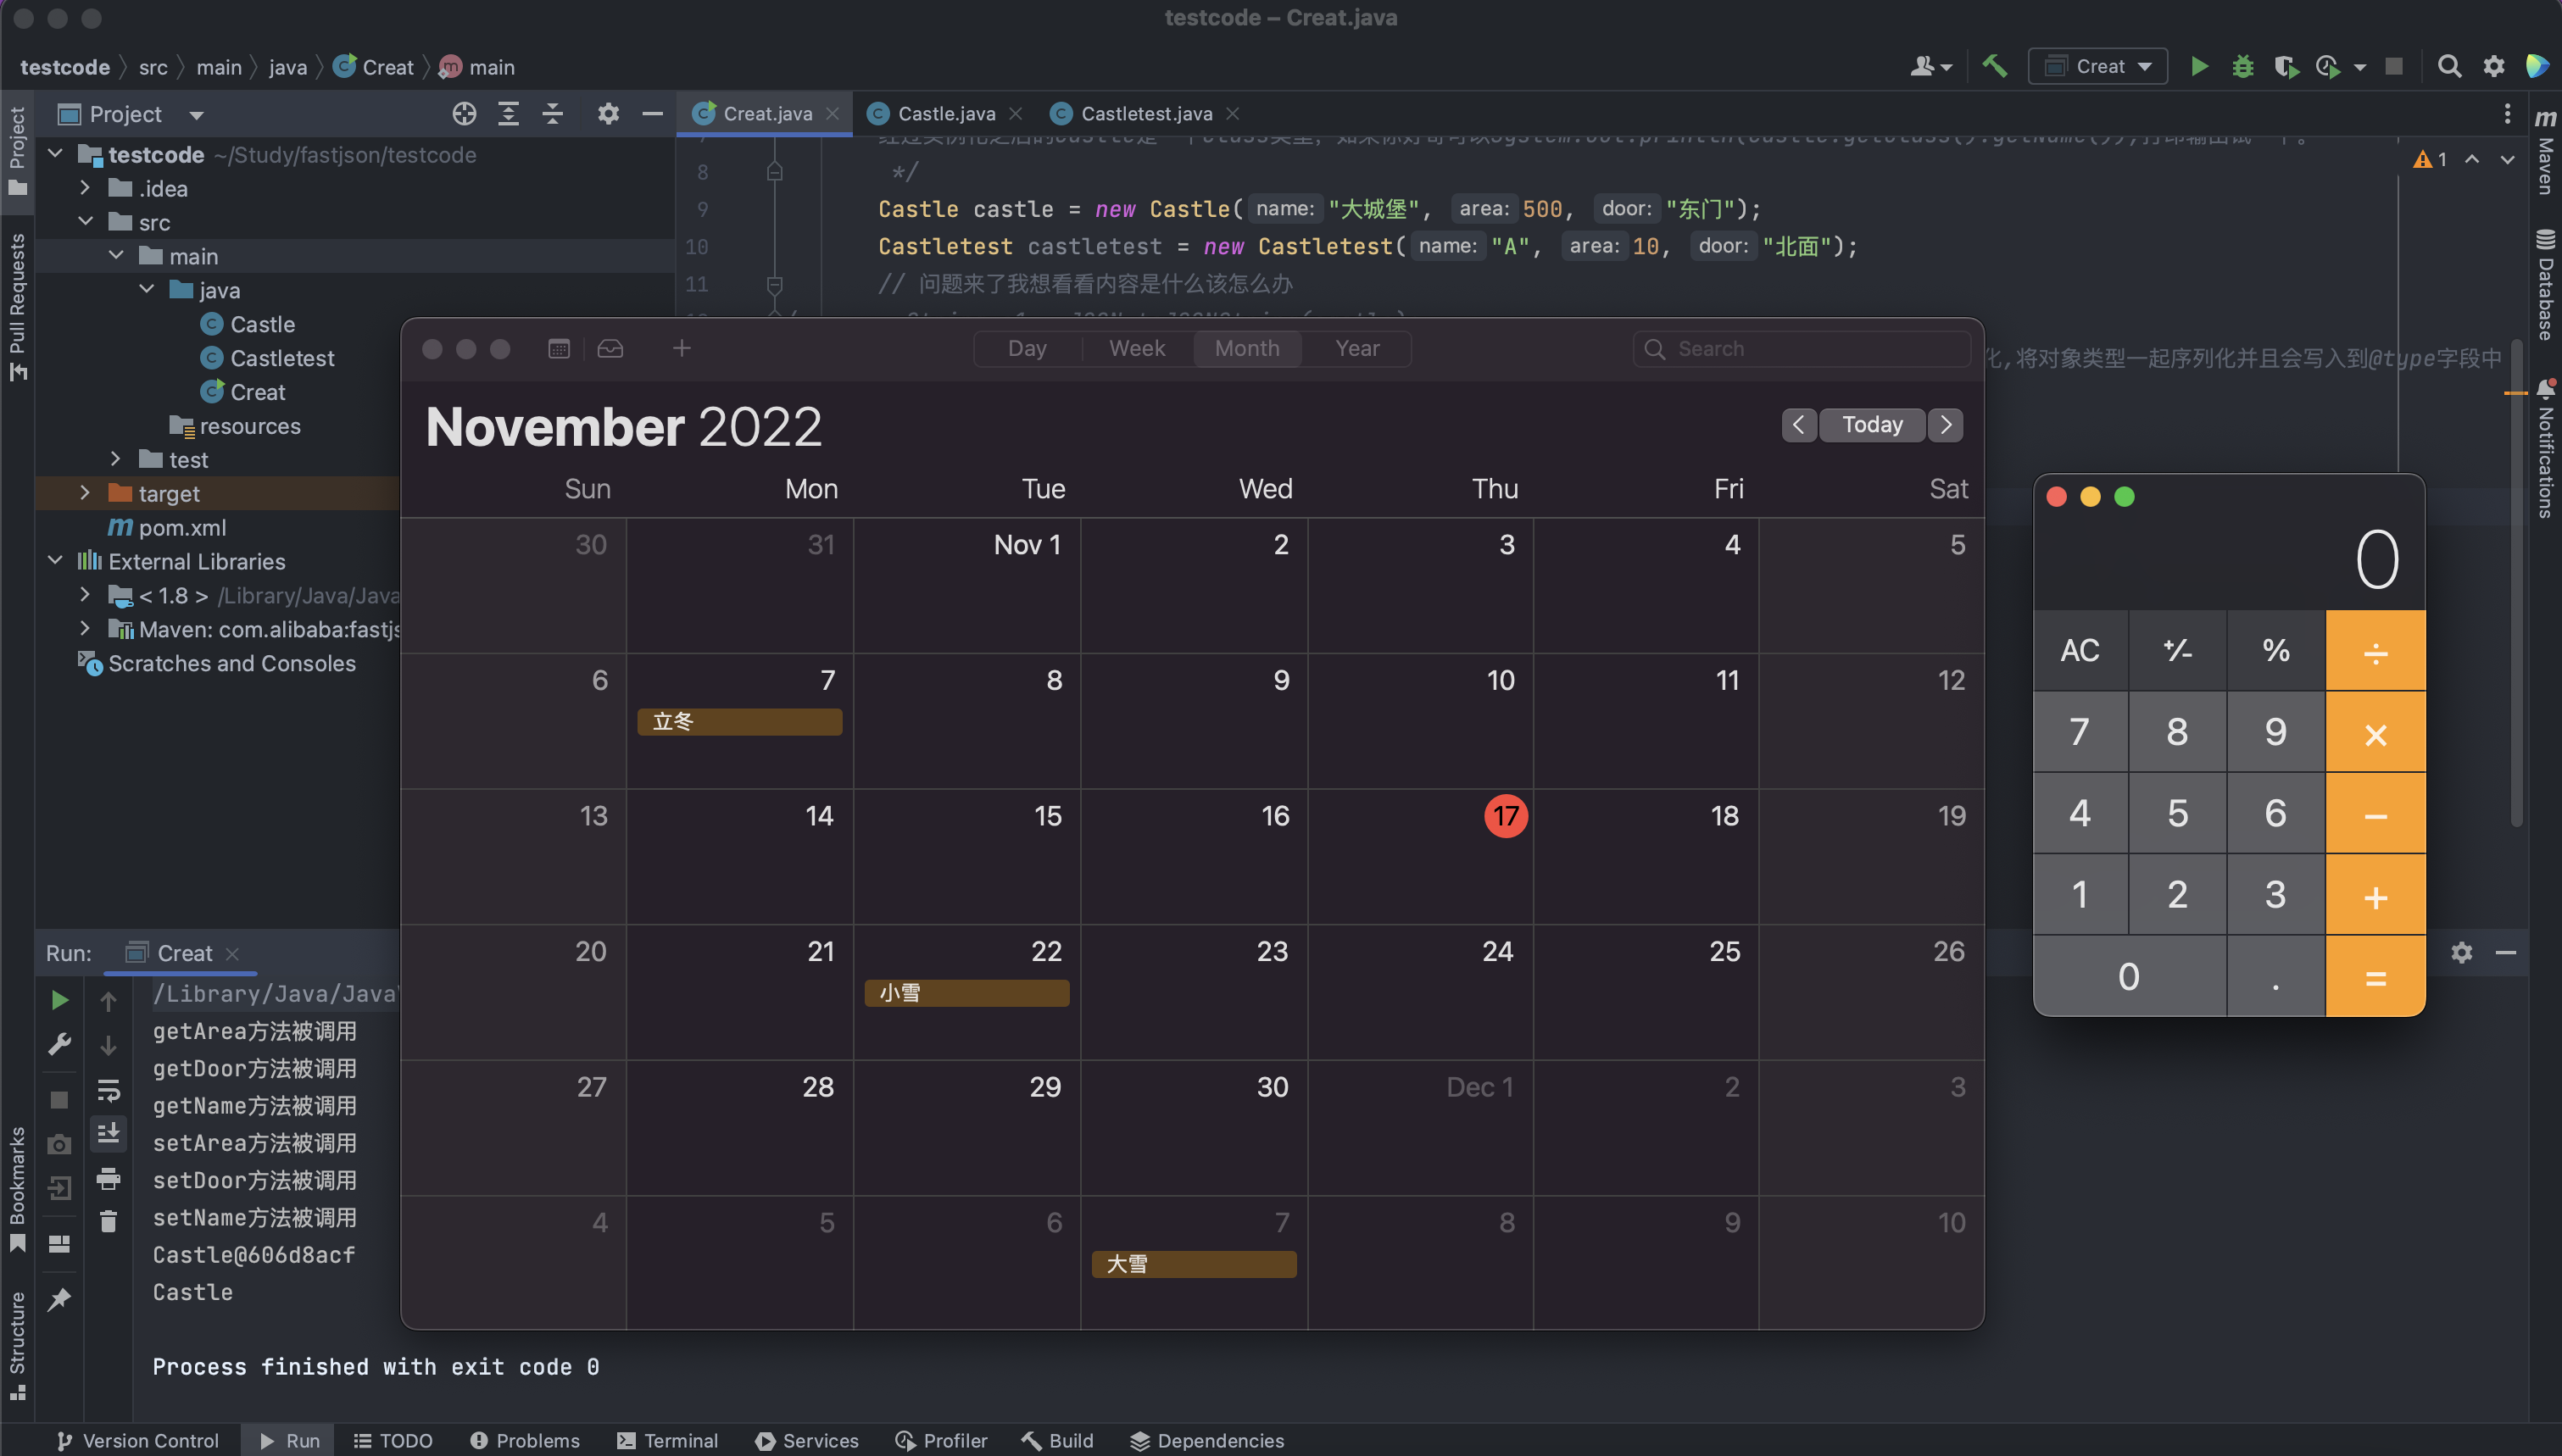 testcode – Creat.java
testcode src main java Creat main
Creat
Project
Creat.java Castle.java Castletest.java
testcode ~/Study/fastjson/testcode
.idea
src
main
java
Castle
Castletest
Creat
resources
test
target
pom.xml
External Libraries
< 1.8 > /Library/Java/Java
Maven: com.alibaba:fastjs
Scratches and Consoles
8 */
9 Castle castle = new Castle( name: "大城堡", area: 500, door: "东门");
10 Castletest castletest = new Castletest( name: "A", area: 10, door: "北面");
11 // 问题来了我想看看内容是什么该怎么办
1
化,将对象类型一起序列化并且会写入到@type字段中
Project
Pull Requests
Bookmarks
Structure
Maven
Database
Notifications
Day Week Month Year
Search
November 2022
Today
Sun Mon Tue Wed Thu Fri Sat
30 31 Nov 1 2 3 4 5
6 7 8 9 10 11 12
立冬
13 14 15 16 17 18 19
20 21 22 23 24 25 26
小雪
27 28 29 30 Dec 1 2 3
4 5 6 7 8 9 10
大雪
0
AC +/- % ÷
7 8 9 ×
4 5 6 −
1 2 3 +
0 . =
Run: Creat
/Library/Java/Java
getArea方法被调用
getDoor方法被调用
getName方法被调用
setArea方法被调用
setDoor方法被调用
setName方法被调用
Castle@606d8acf
Castle
Process finished with exit code 0
Version Control Run TODO Problems Terminal Services Profiler Build Dependencies